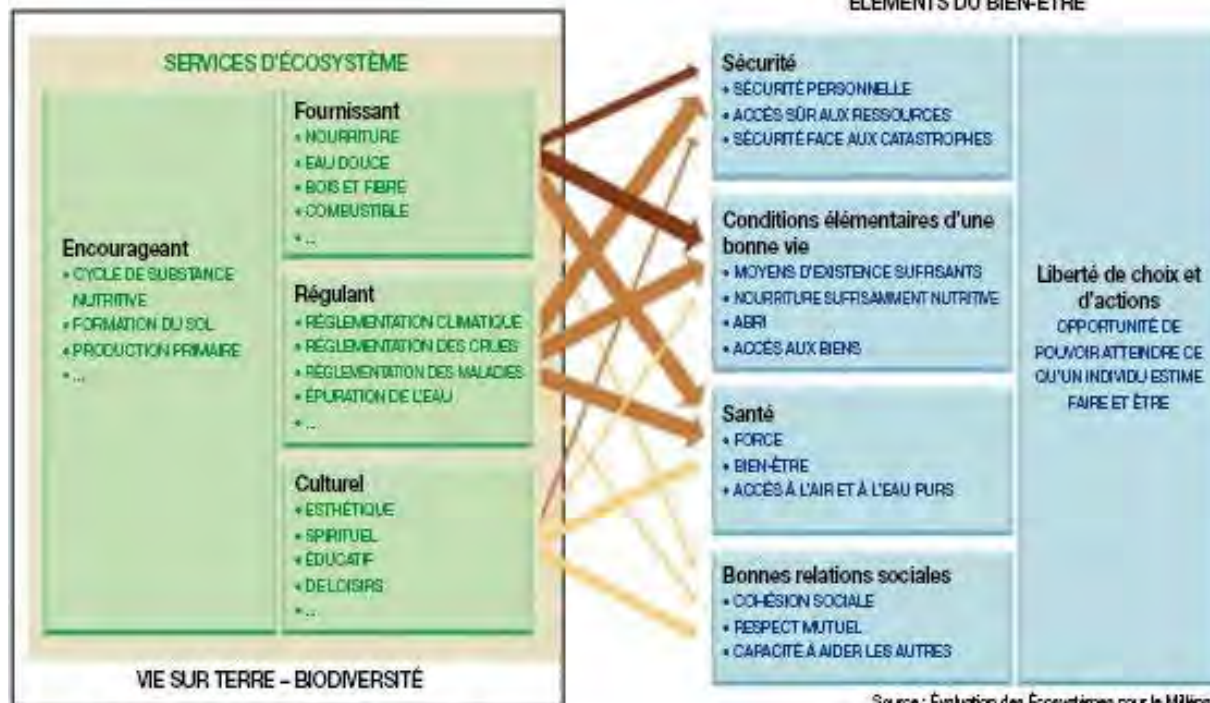 ÉLÉMENTS DU BIEN-ÊTRE
SERVICES D'ÉCOSYSTÈME
Encourageant
• CYCLE DE SUBSTANCE
NUTRITIVE
• FORMATION DU SOL
• PRODUCTION PRIMAIRE
• ...
Fournissant
• NOURRITURE
• EAU DOUCE
• BOIS ET FIBRE
• COMBUSTIBLE
• ...
Régulant
• RÉGLEMENTATION CLIMATIQUE
• RÉGLEMENTATION DES CRUES
• RÉGLEMENTATION DES MALADIES
• ÉPURATION DE L'EAU
• ...
Culturel
• ESTHÉTIQUE
• SPIRITUEL
• ÉDUCATIF
• DE LOISIRS
• ...
VIE SUR TERRE – BIODIVERSITÉ
Sécurité
• SÉCURITÉ PERSONNELLE
• ACCÈS SÛR AUX RESSOURCES
• SÉCURITÉ FACE AUX CATASTROPHES
Conditions élémentaires d'une
bonne vie
• MOYENS D'EXISTENCE SUFFISANTS
• NOURRITURE SUFFISAMMENT NUTRITIVE
• ABRI
• ACCÈS AUX BIENS
Santé
• FORCE
• BIEN-ÊTRE
• ACCÈS À L'AIR ET À L'EAU PURS
Bonnes relations sociales
• COHÉSION SOCIALE
• RESPECT MUTUEL
• CAPACITÉ À AIDER LES AUTRES
Liberté de choix et
d'actions
OPPORTUNITÉ DE
POUVOIR ATTEINDRE CE
QU'UN INDIVIDU ESTIME
FAIRE ET ÊTRE
Source : Évaluation des Écosystèmes pour le